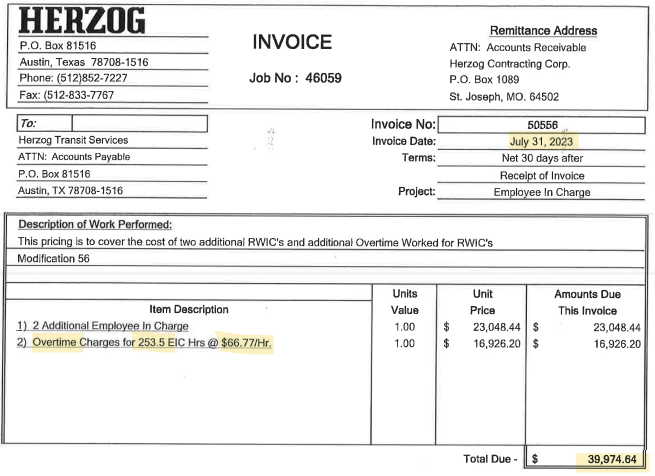 HERZOG
P.O. Box 81516
Austin, Texas 78708-1516
Phone: (512)852-7227
Fax: (512-833-7767
INVOICE
Job No : 46059
Remittance Address
ATTN: Accounts Receivable
Herzog Contracting Corp.
P.O. Box 1089
St. Joseph, MO. 64502
To:
Herzog Transit Services
ATTN: Accounts Payable
P.O. Box 81516
Austin, TX 78708-1516
Invoice No: 50556
Invoice Date: July 31, 2023
Terms: Net 30 days after
Receipt of Invoice
Project: Employee In Charge
Description of Work Performed:
This pricing is to cover the cost of two additional RWIC's and additional Overtime Worked for RWIC's
Modification 56
Item Description Units Value Unit Price Amounts Due This Invoice
1) 2 Additional Employee In Charge 1.00 $ 23,048.44 $ 23,048.44
2) Overtime Charges for 253.5 EIC Hrs @ $66.77/Hr. 1.00 $ 16,926.20 $ 16,926.20
Total Due - $ 39,974.64